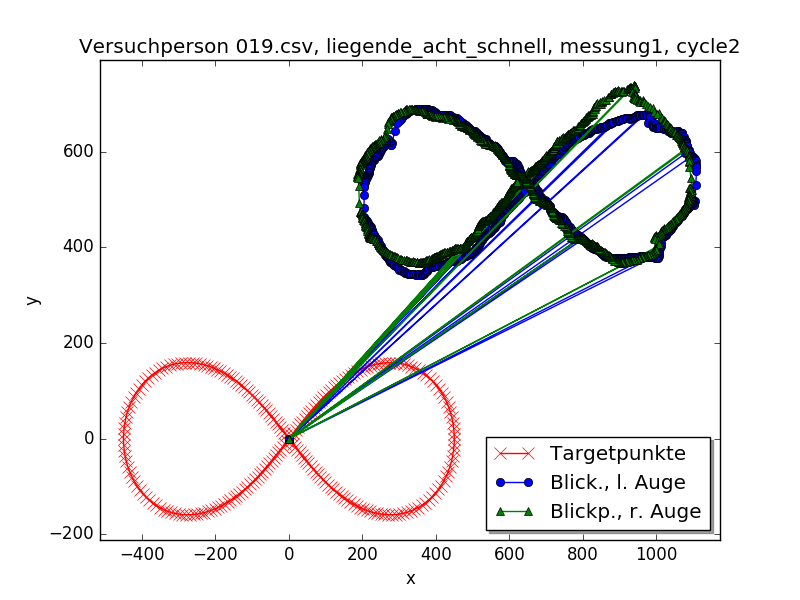 Versuchperson 019.csv, liegende_acht_schnell, messung1, cycle2
y
600
400
200
0
−200
−400
−200
0
200
400
600
800
1000
x
Targetpunkte
Blick., l. Auge
Blickp., r. Auge